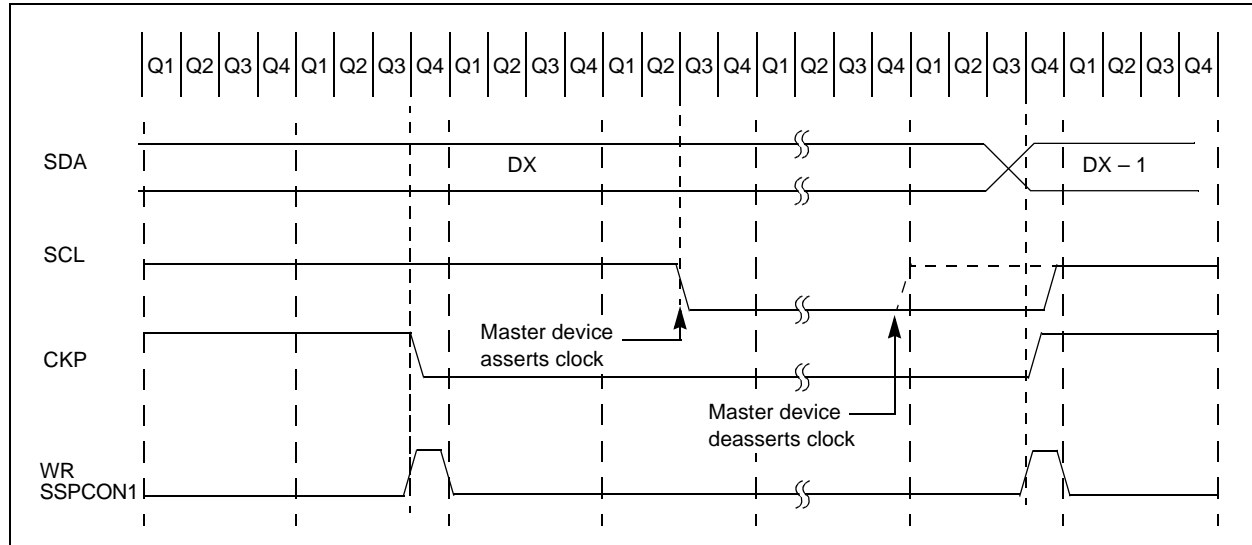 Q1 Q2 Q3 Q4 Q1 Q2 Q3 Q4 Q1 Q2 Q3 Q4 Q1 Q2 Q3 Q4 Q1 Q2 Q3 Q4 Q1 Q2 Q3 Q4 Q1 Q2 Q3 Q4
SDA
DX
DX – 1
SCL
Master device
asserts clock
CKP
Master device
deasserts clock
WR
SSPCON1